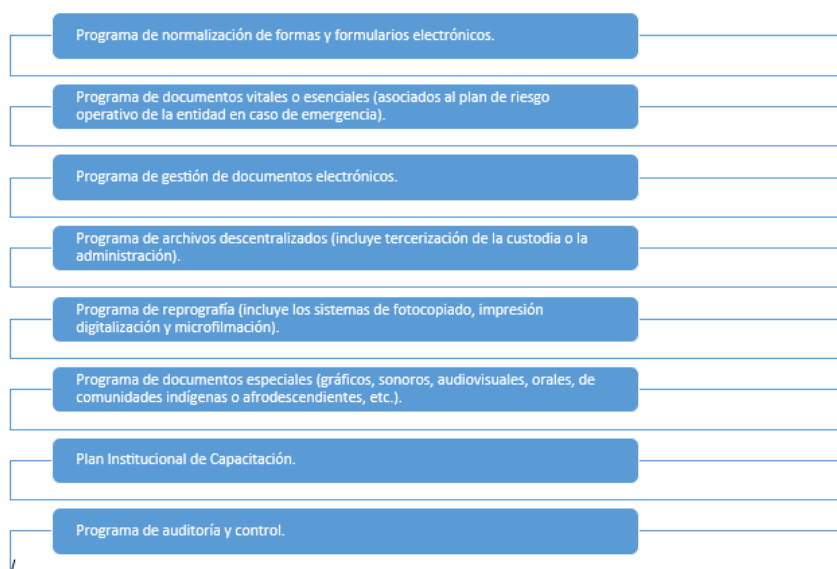 Programa de normalización de formas y formularios electrónicos.
Programa de documentos vitales o esenciales (asociados al plan de riesgo
operativo de la entidad en caso de emergencia).
Programa de gestión de documentos electrónicos.
Programa de archivos descentralizados (incluye tercerización de la custodia o la
administración).
Programa de reprografía (incluye los sistemas de fotocopiado, impresión
digitalización y microfilmación).
Programa de documentos especiales (gráficos, sonoros, audiovisuales, orales, de
comunidades indígenas o afrodescendientes, etc.).
Plan Institucional de Capacitación.
Programa de auditoría y control.